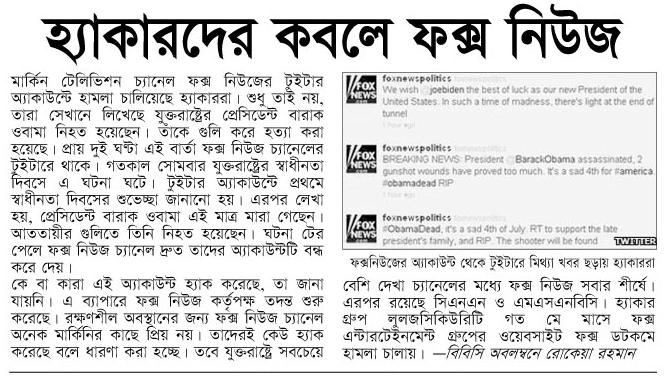 হ্যাকারদের কবলে ফক্স নিউজ
মার্কিন টেলিভিশন চ্যানেল ফক্স নিউজের টুইটার
অ্যাকাউন্টে হামলা চালিয়েছে হ্যাকাররা। শুধু তাই নয়,
তারা সেখানে লিখেছে যুক্তরাষ্ট্রের প্রেসিডেন্ট বারাক
ওবামা নিহত হয়েছেন। তাঁকে গুলি করে হত্যা করা
হয়েছে। প্রায় দুই ঘন্টা এই বার্তা ফক্স নিউজ চ্যানেলের
টুইটারে থাকে। গতকাল সোমবার যুক্তরাষ্ট্রের স্বাধীনতা
দিবসে এ ঘটনা ঘটে। টুইটার অ্যাকাউন্টে প্রথমে
স্বাধীনতা দিবসের শুভেচ্ছা জানানো হয়। এরপর লেখা
হয়, প্রেসিডেন্ট বারাক ওবামা এই মাত্র মারা গেছেন।
আততায়ীর গুলিতে তিনি নিহত হয়েছেন। ঘটনা টের
পেলে ফক্স নিউজ চ্যানেল দ্রুত তাদের অ্যাকাউন্টটি বন্ধ
করে দেয়।
কে বা কারা এই অ্যাকাউন্ট হ্যাক করেছে, তা জানা
যায়নি। এ ব্যাপারে ফক্স নিউজ কর্তৃপক্ষ তদন্ত শুরু
করেছে। রক্ষণশীল অবস্থানের জন্য ফক্স নিউজ চ্যানেল
অনেক মার্কিনির কাছে প্রিয় নয়। তাদেরই কেউ হ্যাক
করেছে বলে ধারণা করা হচ্ছে। তবে যুক্তরাষ্ট্রে সবচেয়ে
FOX
NEWS
foxnewspolitics foxnewspolitics
We wish @joebiden the best of luck as our new President of the
United States. In such a time of madness, there's light at the end of
tunnel
1 hour ago
FOX
NEWS
foxnewspolitics foxnewspolitics
BREAKING NEWS: President @BarackObama assassinated, 2
gunshot wounds have proved too much. It's a sad 4th for #america.
#obamadead RIP
1 hour ago
FOX
NEWS
foxnewspolitics foxnewspolitics
#ObamaDead, it's a sad 4th of July. RT to support the late
president's family, and RIP. The shooter will be found
TWITTER
ফক্সনিউজের অ্যাকাউন্ট থেকে টুইটারে মিথ্যা খবর ছড়ায় হ্যাকাররা
বেশি দেখা চ্যানেলের মধ্যে ফক্স নিউজ সবার শীর্ষে।
এরপর রয়েছে সিএনএন ও এমএসএনবিসি। হ্যাকার
গ্রুপ লুলজসিকিউরিটি গত মে মাসে ফক্স
এন্টারটেইনমেন্ট গ্রুপের ওয়েবসাইট ফক্স ডটকমে
হামলা চালায়। —বিবিসি অবলম্বনে রোকেয়া রহমান